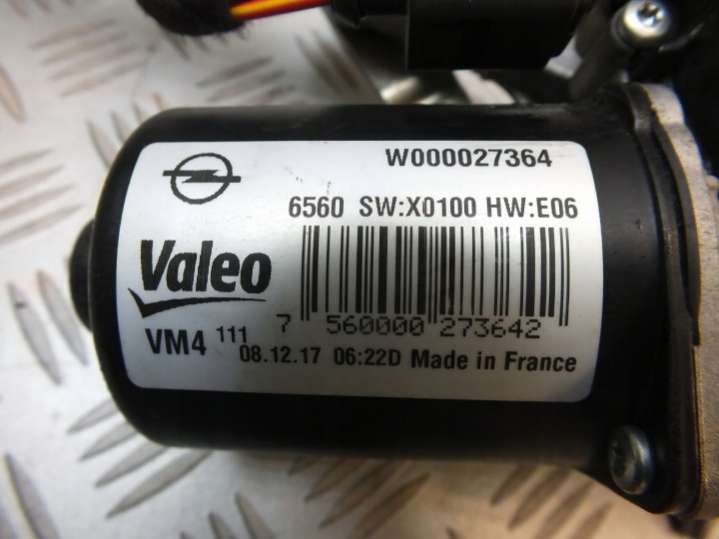 W000027364
6560 SW:X0100 HW:E06
Valeo
7 560000 273642
VM4 111
08.12.17 06:22D Made in France